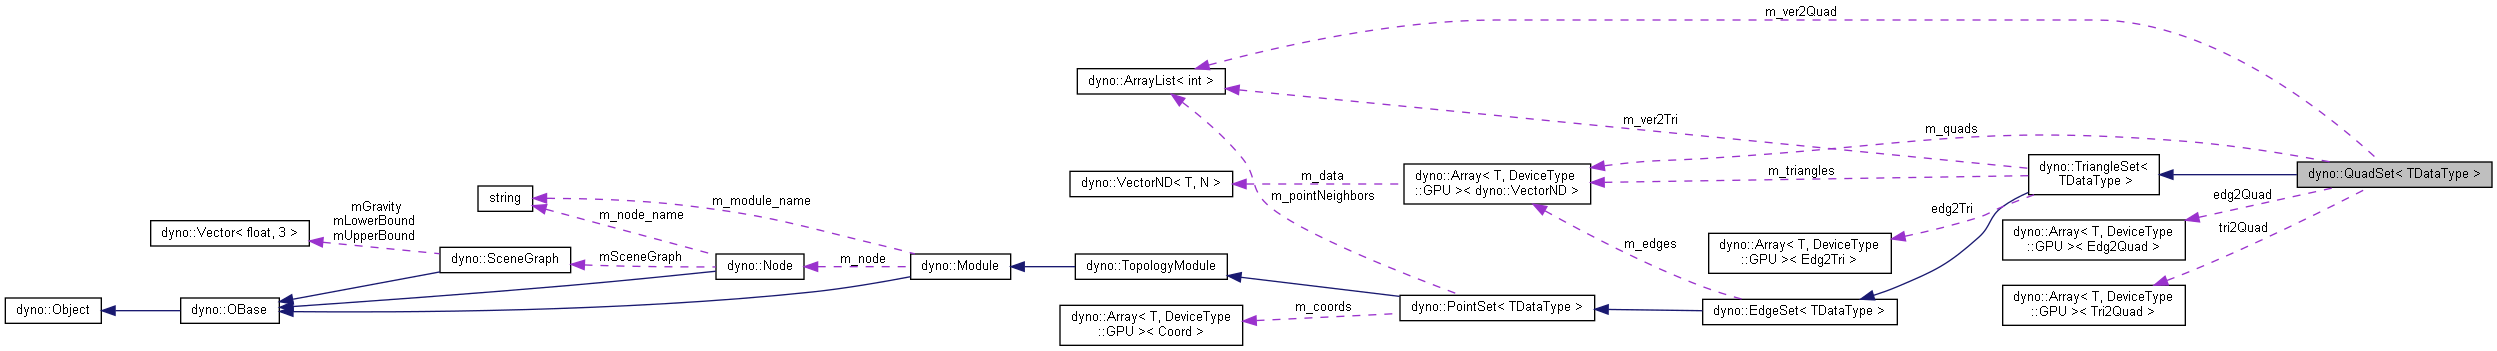 m_ver2Quad
dyno::ArrayList< int >
m_ver2Tri
m_quads
dyno::TriangleSet<
TDataType >
dyno::QuadSet< TDataType >
dyno::VectorND< T, N >
m_data
dyno::Array< T, DeviceType
::GPU >< dyno::VectorND >
m_triangles
m_pointNeighbors
edg2Quad
edg2Tri
string
m_module_name
m_node_name
mGravity
mLowerBound
mUpperBound
dyno::Vector< float, 3 >
dyno::Array< T, DeviceType
::GPU >< Edg2Quad >
tri2Quad
m_edges
dyno::Array< T, DeviceType
::GPU >< Edg2Tri >
dyno::SceneGraph
mSceneGraph
dyno::Node
m_node
dyno::Module
dyno::TopologyModule
dyno::Object
dyno::OBase
dyno::Array< T, DeviceType
::GPU >< Coord >
m_coords
dyno::PointSet< TDataType >
dyno::EdgeSet< TDataType >
dyno::Array< T, DeviceType
::GPU >< Tri2Quad >